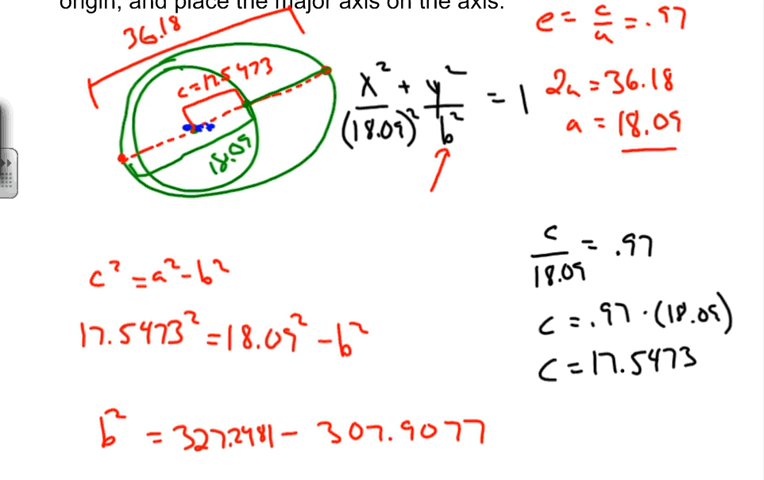 origin, and place the major axis on the axis.
36.18
c=17.5473
18.09
x²/(18.09)² + y²/b² = 1
e = c/a = .97
2a = 36.18
a = 18.09
c/18.09 = .97
c = .97 · (18.09)
c = 17.5473
c² = a² - b²
17.5473² = 18.09² - b²
b² = 327.2481 - 307.9077